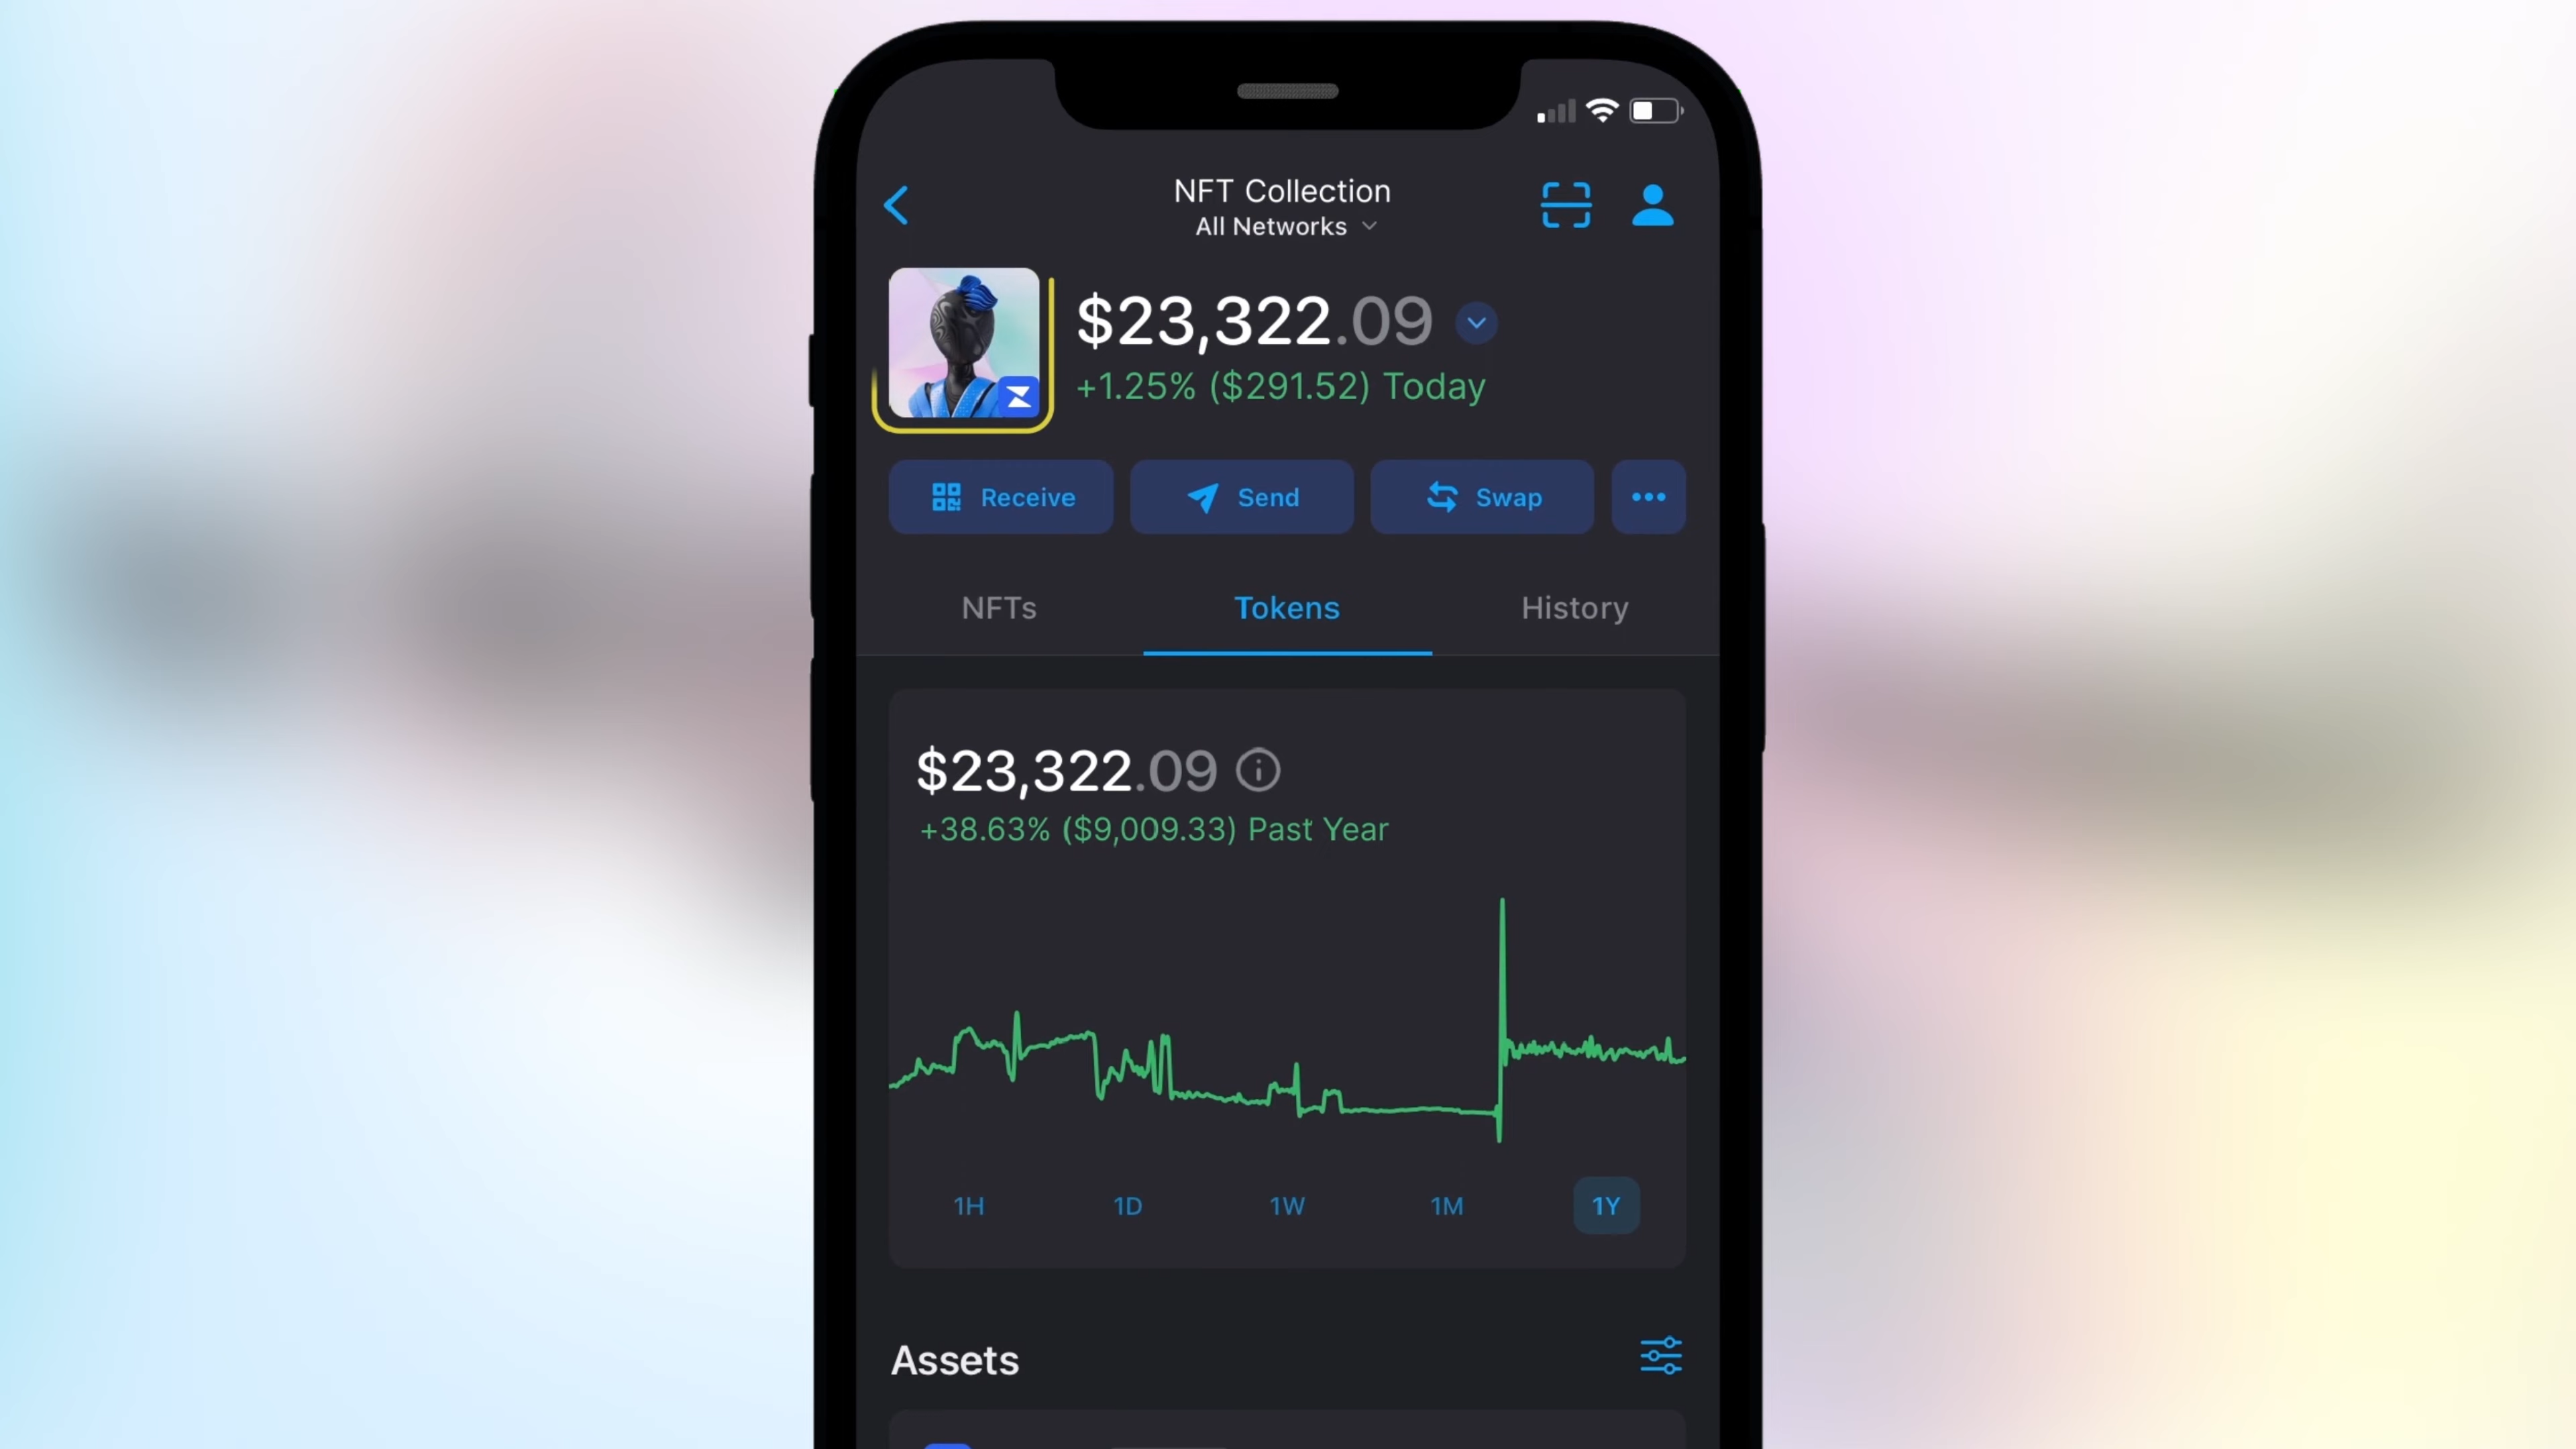 NFT Collection
All Networks
$23,322.09
+1.25% ($291.52) Today
Receive
Send
Swap
NFTs
Tokens
History
$23,322.09
+38.63% ($9,009.33) Past Year
1H
1D
1W
1M
1Y
Assets